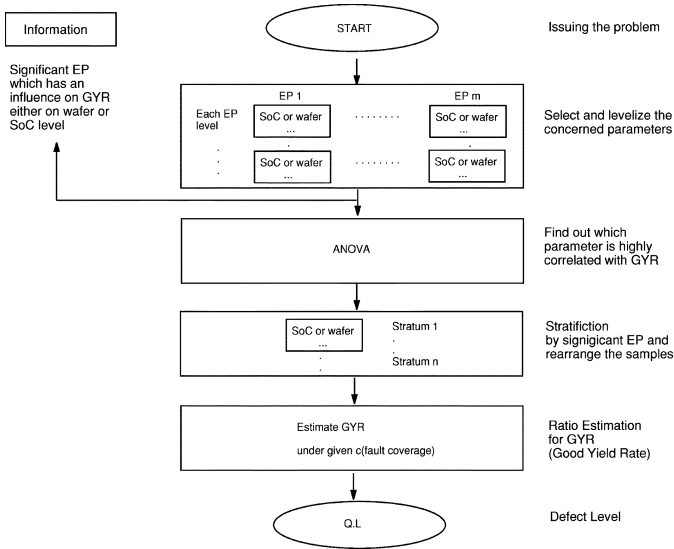 Information
START
Issuing the problem
Significant EP
which has an
influence on GYR
either on wafer or
SoC level
EP 1
EP m
Each EP
level
SoC or wafer
...
........
SoC or wafer
...
Select and levelize the
concerned parameters
SoC or wafer
...
.......
SoC or wafer
...
ANOVA
Find out which
parameter is highly
correlated with GYR
SoC or wafer
...
Stratum 1
.
.
Stratum n
Stratifiction
by signigicant EP and
rearrange the samples
Estimate GYR
under given c(fault coverage)
Ratio Estimation
for GYR
(Good Yield Rate)
Q.L
Defect Level